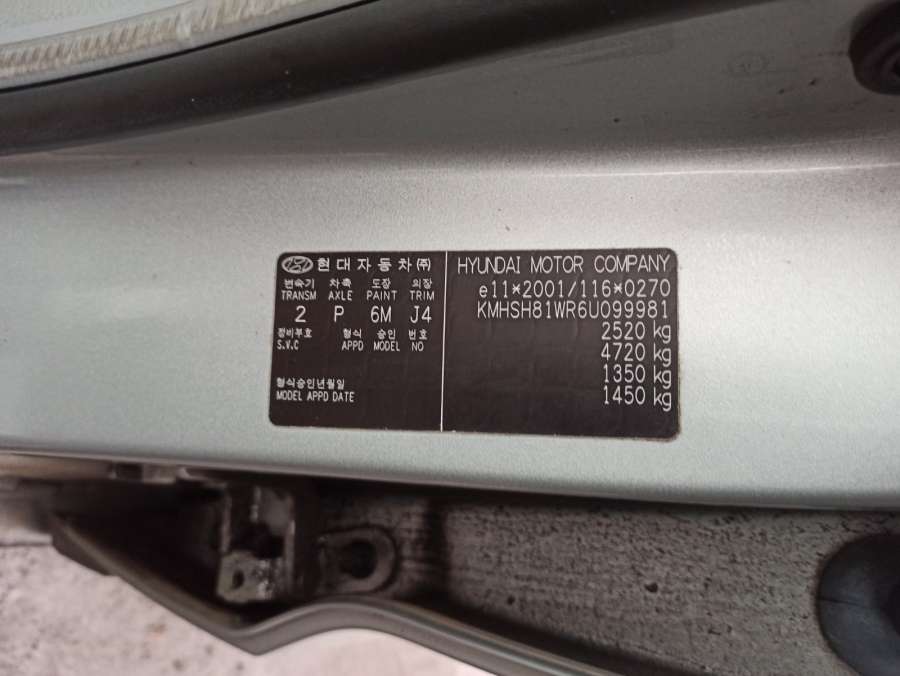 현대자동차(주)
변속기 차축 도장 의장
TRANSM AXLE PAINT TRIM
2 P 6M J4
정비부호 형식 승인 번호
S.V.C APPD MODEL NO
형식승인년월일
MODEL APPD DATE
HYUNDAI MOTOR COMPANY
e11*2001/116*0270
KMHSH81WR6U099981
2520 kg
4720 kg
1350 kg
1450 kg